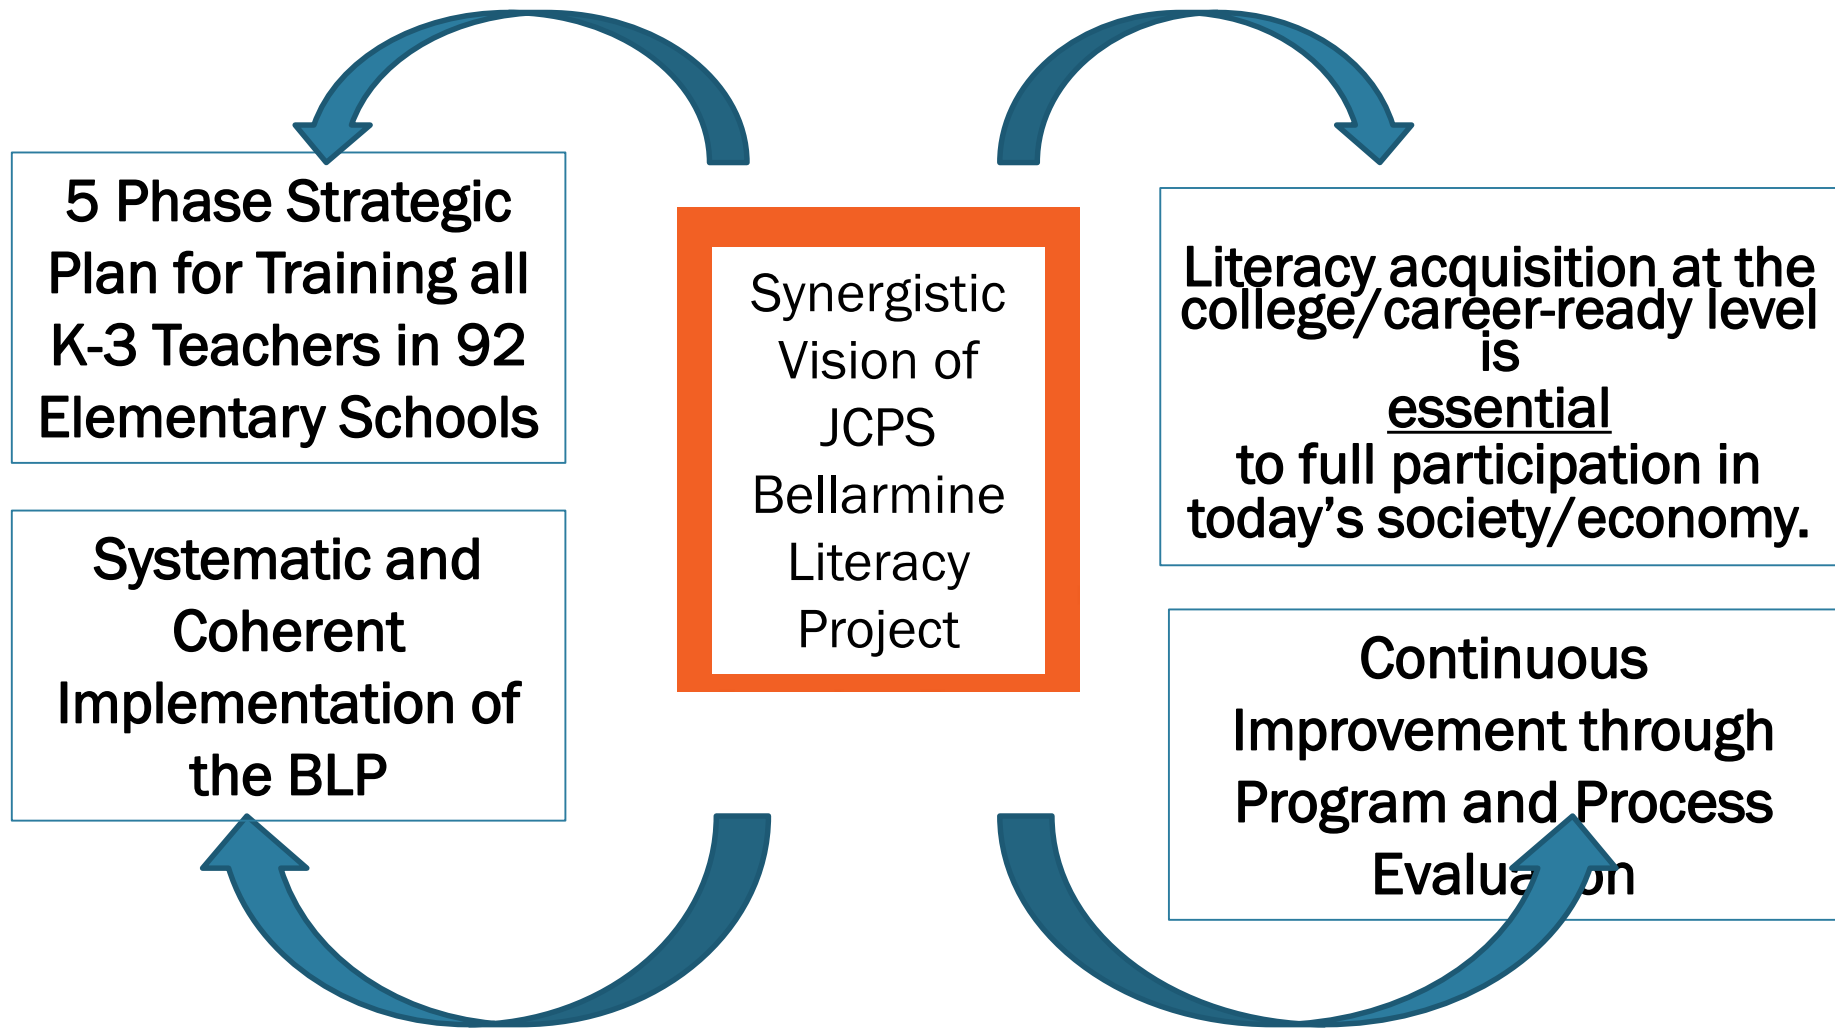 5 Phase Strategic
Plan for Training all
K-3 Teachers in 92
Elementary Schools
Systematic and
Coherent
Implementation of
the BLP
Synergistic
Vision of
JCPS
Bellarmine
Literacy
Project
Literacy acquisition at the
college/career-ready level
is
essential
to full participation in
today’s society/economy.
Continuous
Improvement through
Program and Process